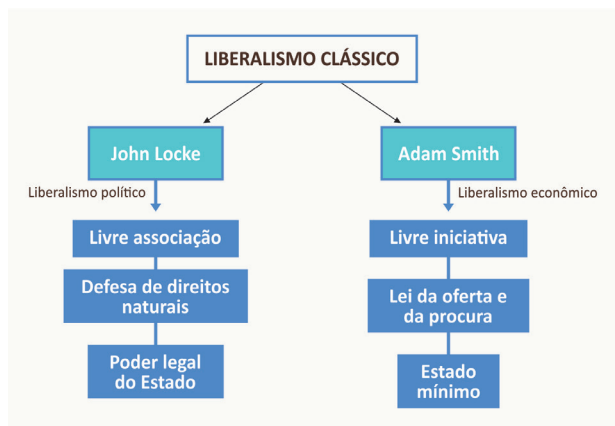 LIBERALISMO CLÁSSICO
John Locke
Liberalismo político
Livre associação
Defesa de direitos
naturais
Poder legal
do Estado
Adam Smith
Liberalismo econômico
Livre iniciativa
Lei da oferta e
da procura
Estado
mínimo